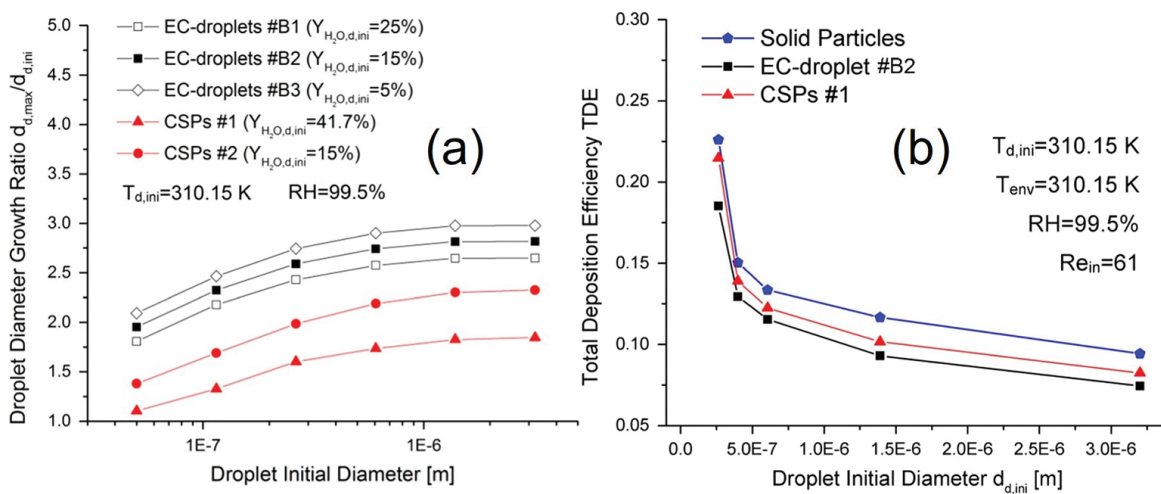 5.0
4.5
4.0
3.5
3.0
2.5
2.0
1.5
1.0
Droplet Diameter Growth Ratio d_d,max/d_d,ini
EC-droplets #B1 (Y_H₂O,d,ini=25%)
EC-droplets #B2 (Y_H₂O,d,ini=15%)
EC-droplets #B3 (Y_H₂O,d,ini=5%)
CSPs #1 (Y_H₂O,d,ini=41.7%)
CSPs #2 (Y_H₂O,d,ini=15%)
(a)
T_d,ini=310.15 K RH=99.5%
1E-7 1E-6
Droplet Initial Diameter [m]
0.30
0.25
0.20
0.15
0.10
0.05
Total Deposition Efficiency TDE
Solid Particles
EC-droplet #B2
CSPs #1
(b)
T_d,ini=310.15 K
T_env=310.15 K
RH=99.5%
Re_in=61
0.0 5.0E-7 1.0E-6 1.5E-6 2.0E-6 2.5E-6 3.0E-6
Droplet Initial Diameter d_d,ini [m]